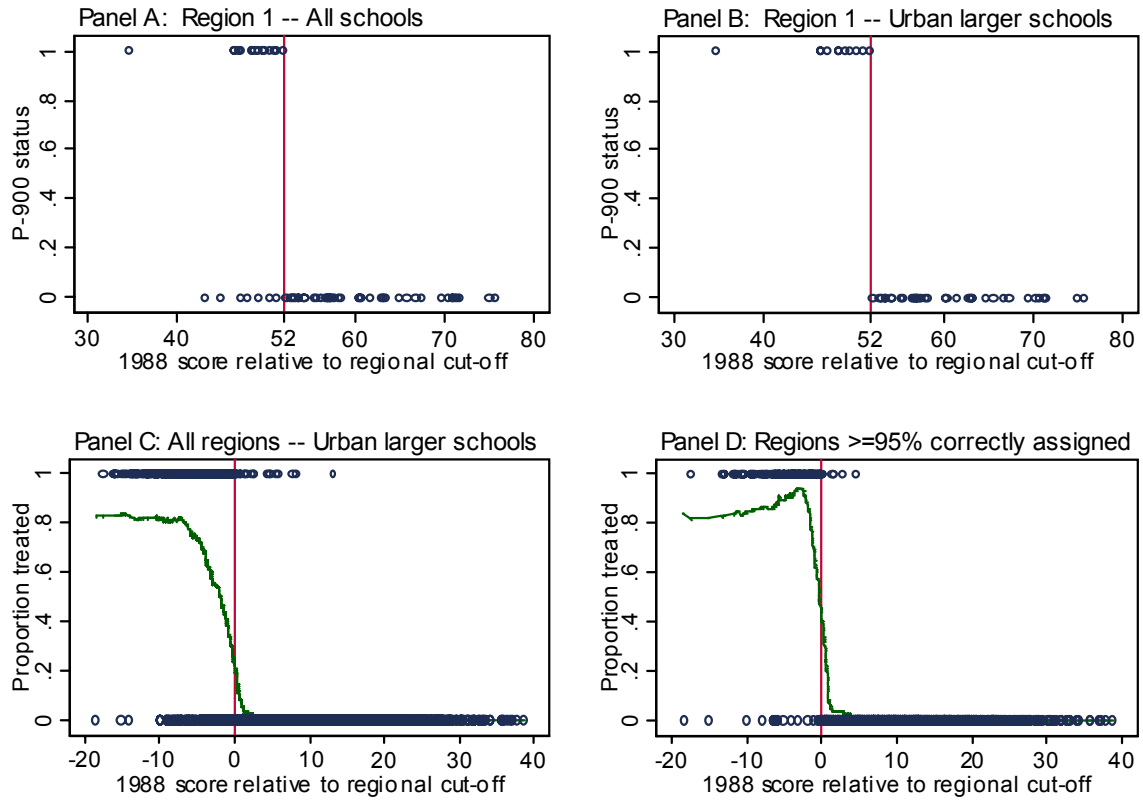 Panel A: Region 1 -- All schools
P-900 status
1
.8
.6
.4
.2
0
30 40 52 60 70 80
1988 score relative to regional cut-off
Panel B: Region 1 -- Urban larger schools
P-900 status
1
.8
.6
.4
.2
0
30 40 52 60 70 80
1988 score relative to regional cut-off
Panel C: All regions -- Urban larger schools
Proportion treated
1
.8
.6
.4
.2
0
-20 -10 0 10 20 30 40
1988 score relative to regional cut-off
Panel D: Regions >=95% correctly assigned
Proportion treated
1
.8
.6
.4
.2
0
-20 -10 0 10 20 30 40
1988 score relative to regional cut-off